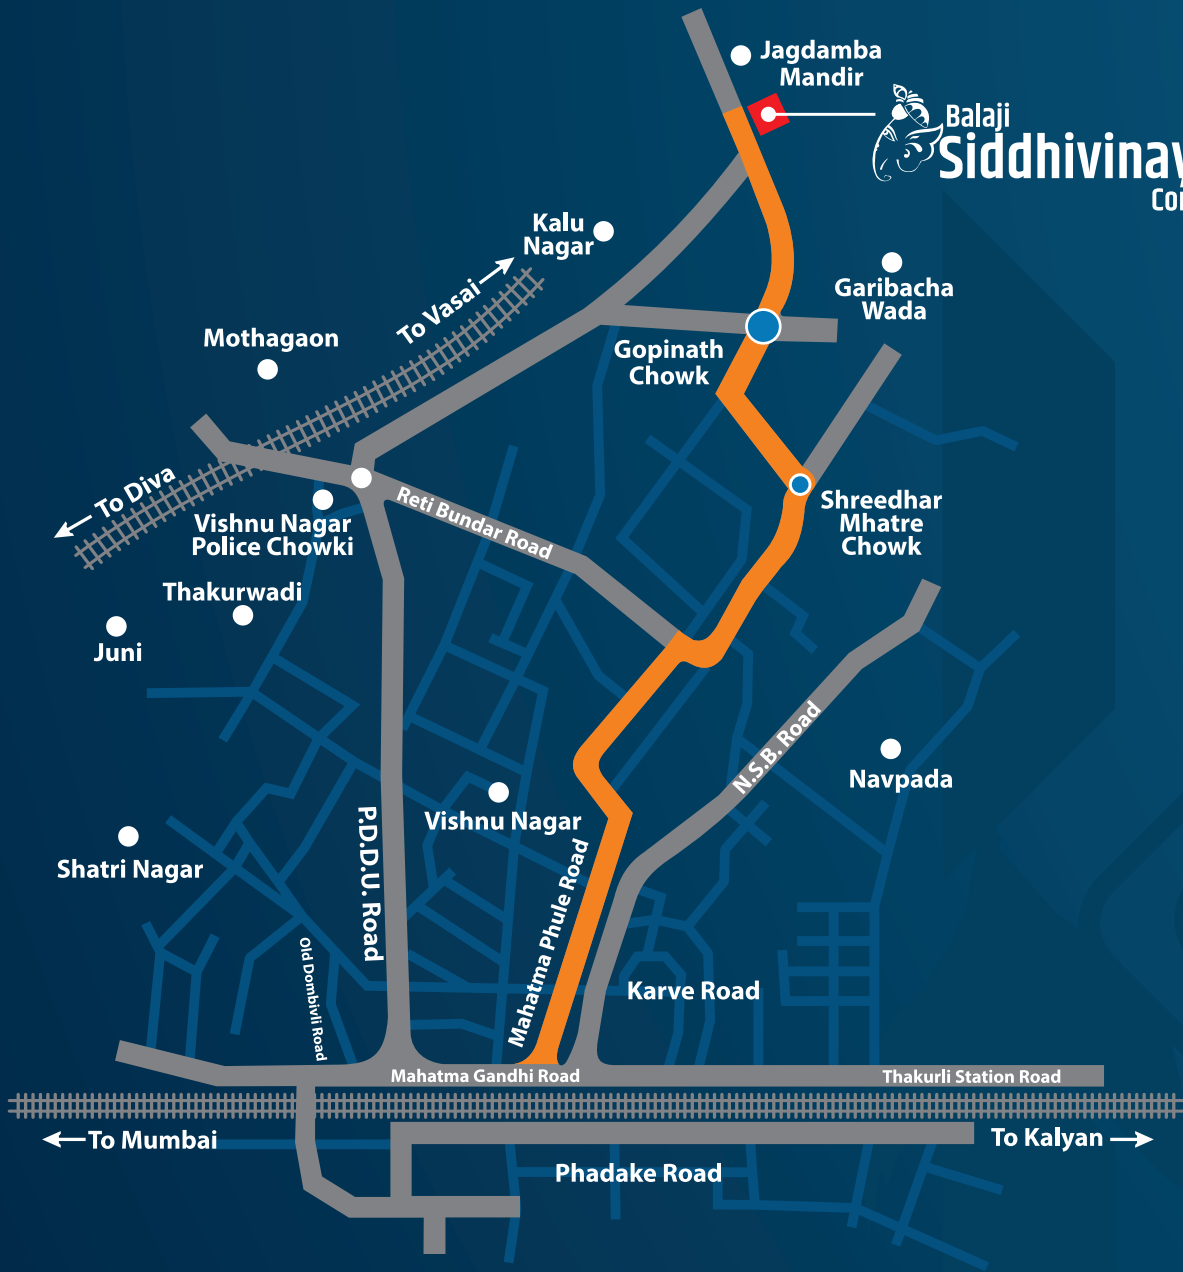 Jagdamba
Mandir
Balaji
Kalu
Nagar
To Vasai
Garibacha
Wada
Mothagaon
Gopinath
Chowk
To Diva
Reti Bundar Road
Shreedhar
Mhatre
Chowk
Vishnu Nagar
Police Chowki
Thakurwadi
Juni
N.S.B. Road
Navpada
P.D.D.U. Road
Vishnu Nagar
Mahatma Phule Road
Shatri Nagar
Old Dombivli Road
Karve Road
Mahatma Gandhi Road
Thakurli Station Road
To Mumbai
To Kalyan
Phadake Road